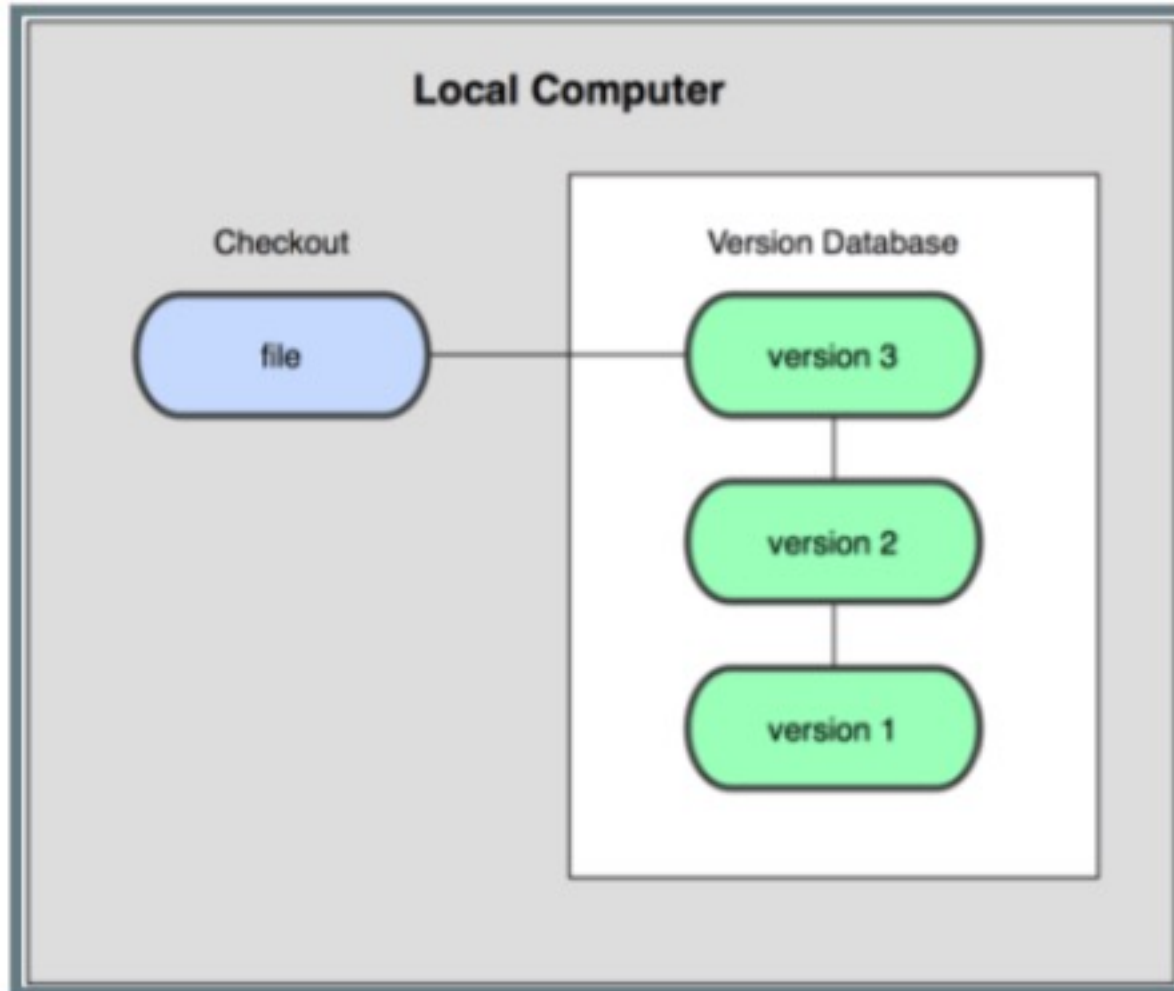 Local Computer
Checkout
Version Database
file
version 3
version 2
version 1